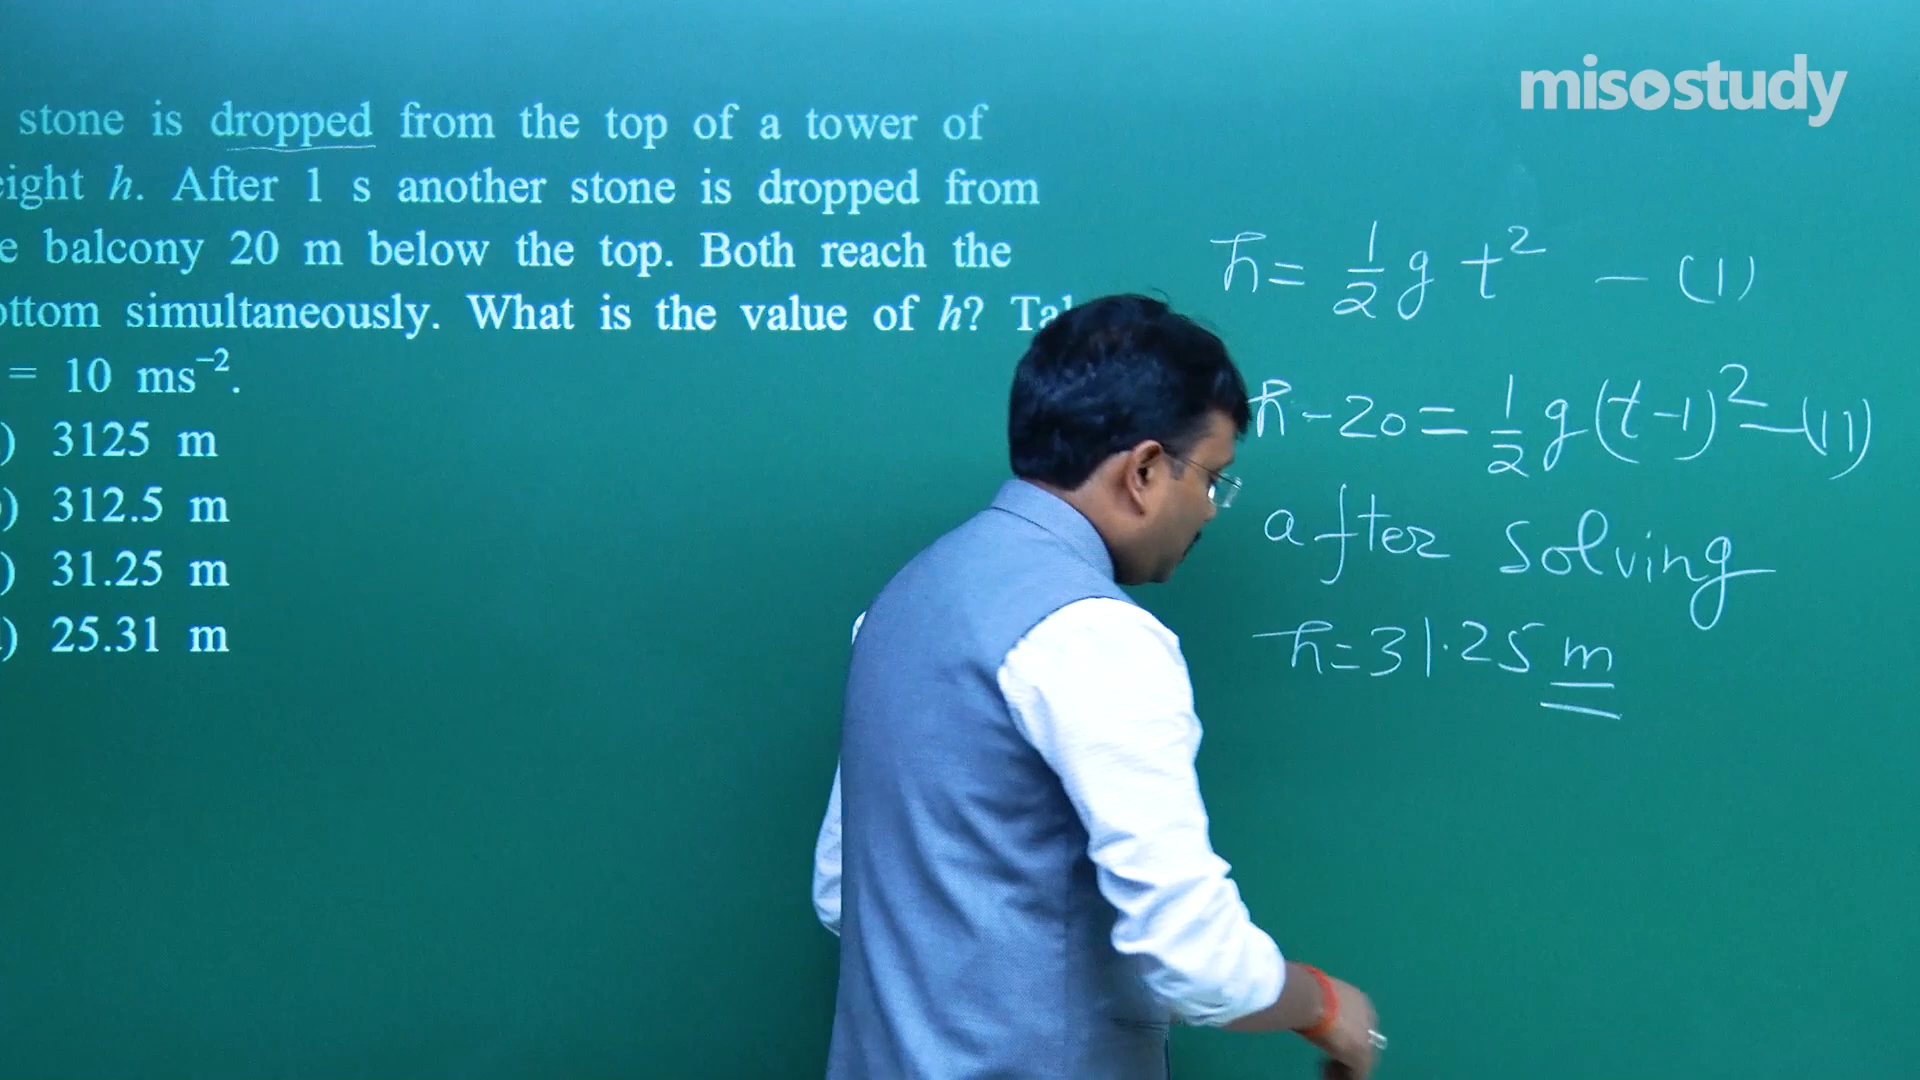 misostudy
stone is dropped from the top of a tower of
eight h. After 1 s another stone is dropped from
e balcony 20 m below the top. Both reach the
ottom simultaneously. What is the value of h? Ta
= 10 ms⁻².
) 3125 m
) 312.5 m
) 31.25 m
) 25.31 m
h = 1/2 g t² – (1)
h – 20 = 1/2 g (t – 1)² – (11)
after solving
h = 31.25 m